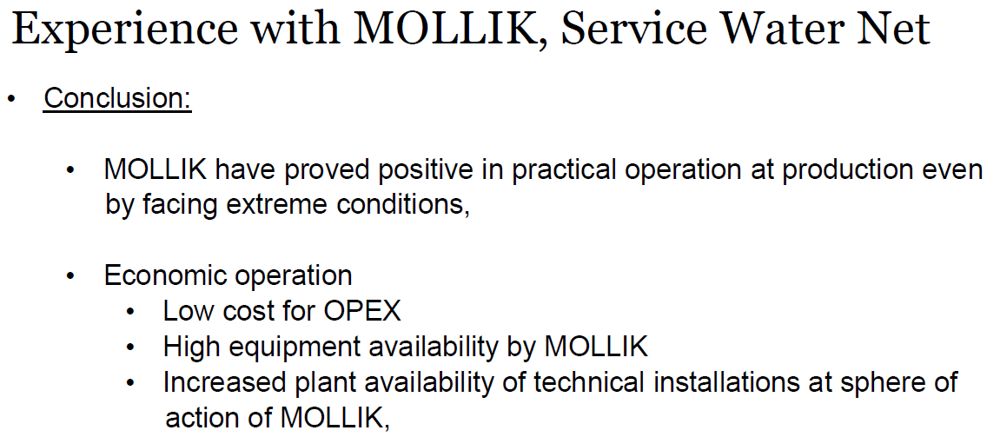 Experience with MOLLIK, Service Water Net
• Conclusion:
• MOLLIK have proved positive in practical operation at production even
by facing extreme conditions,
• Economic operation
• Low cost for OPEX
• High equipment availability by MOLLIK
• Increased plant availability of technical installations at sphere of
action of MOLLIK,